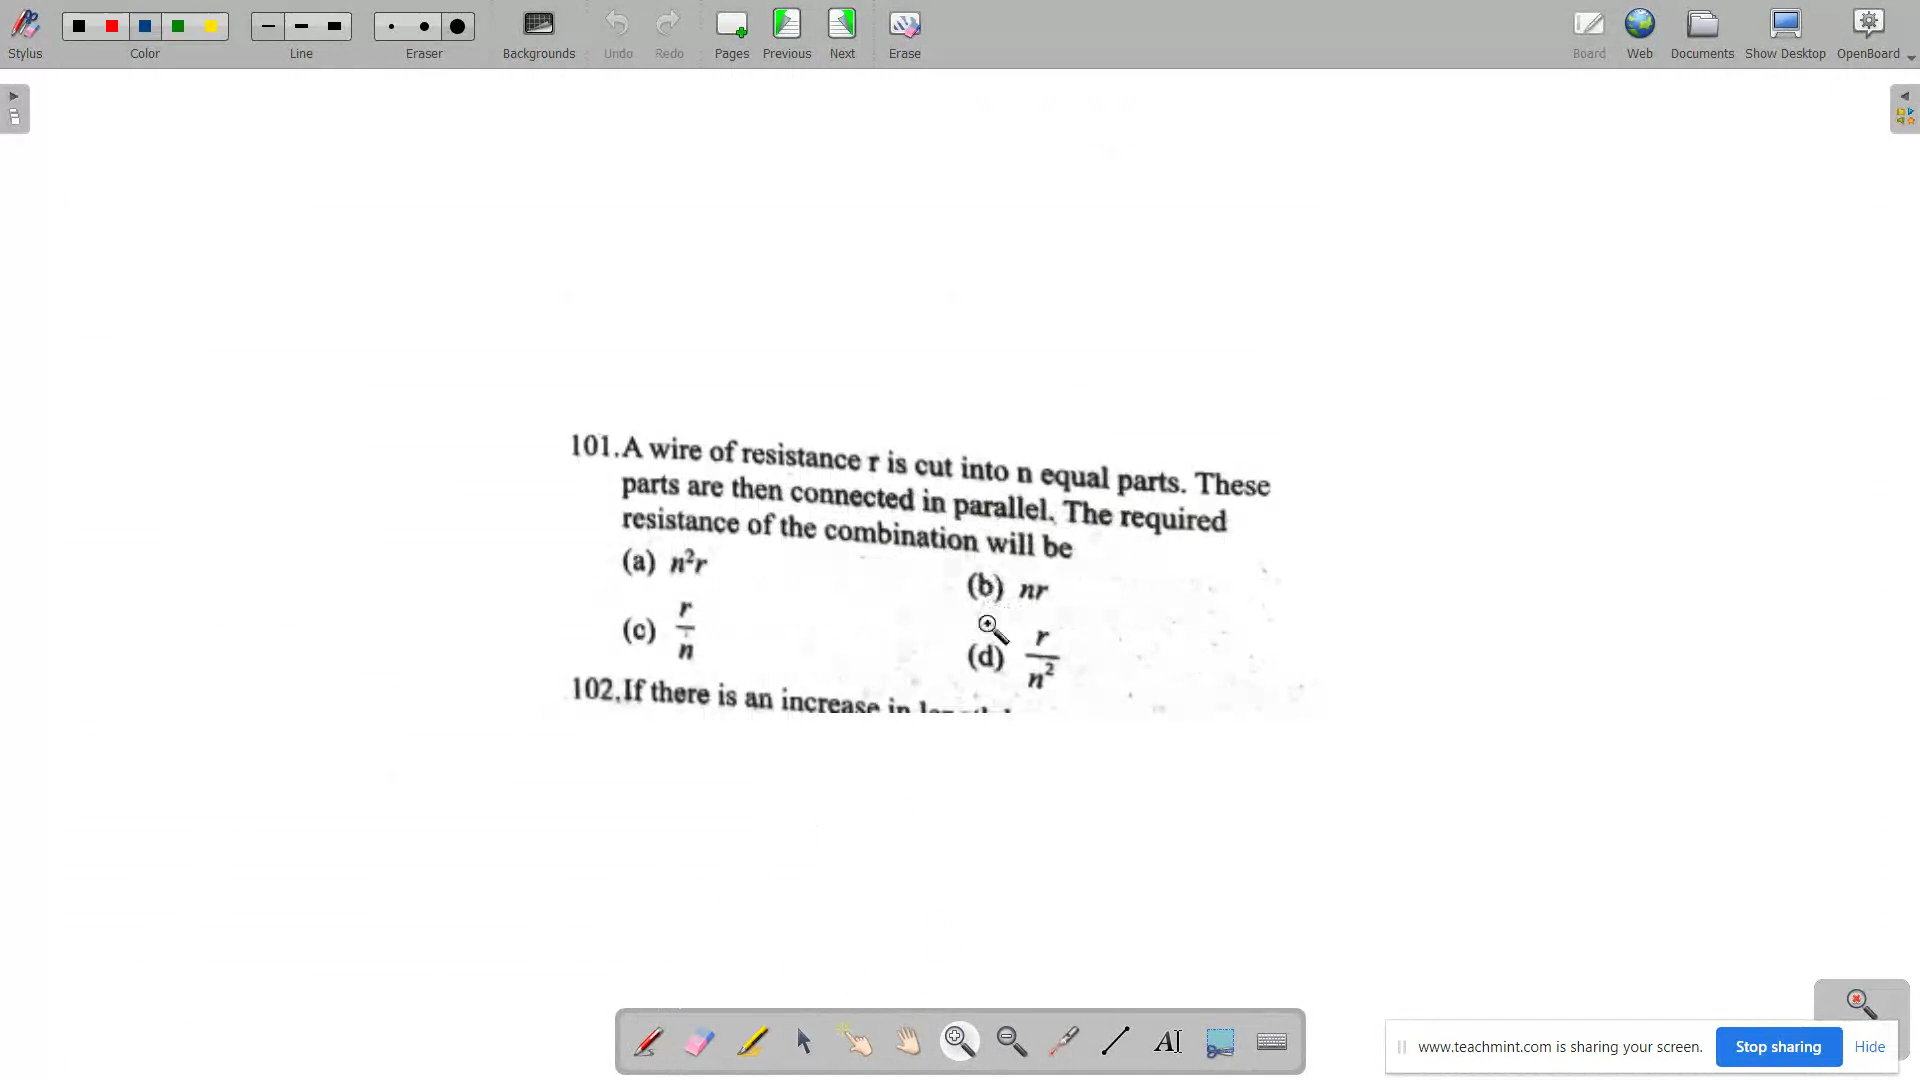 Stylus
Color
Line
Eraser
Backgrounds
Undo
Redo
Pages
Previous
Next
Erase
Board
Web
Documents
Show Desktop
OpenBoard
101. A wire of resistance r is cut into n equal parts. These
parts are then connected in parallel. The required
resistance of the combination will be
(a) n²r
(b) nr
(c) r/n
(d) r/n²
102. If there is an increase in
www.teachmint.com is sharing your screen.
Stop sharing
Hide